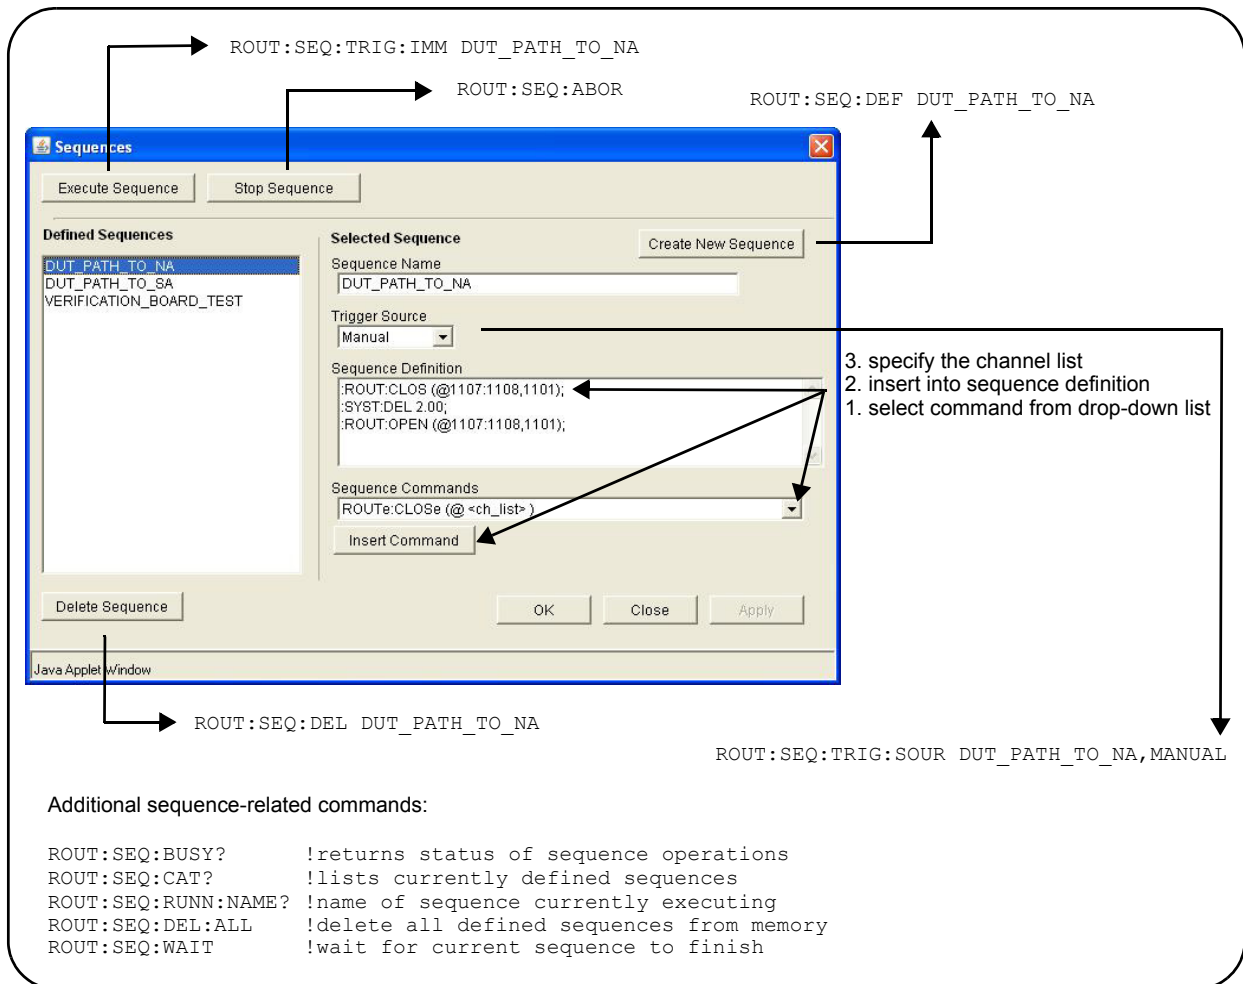 ROUT:SEQ:TRIG:IMM DUT_PATH_TO_NA
ROUT:SEQ:ABOR
ROUT:SEQ:DEF DUT_PATH_TO_NA
Sequences
Execute Sequence
Stop Sequence
Defined Sequences
DUT_PATH_TO_NA
DUT_PATH_TO_SA
VERIFICATION_BOARD_TEST
Selected Sequence
Create New Sequence
Sequence Name
DUT_PATH_TO_NA
Trigger Source
Manual
Sequence Definition
:ROUT:CLOS (@1107:1108,1101);
:SYST:DEL 2.00;
:ROUT:OPEN (@1107:1108,1101);
3. specify the channel list
2. insert into sequence definition
1. select command from drop-down list
Sequence Commands
ROUTe:CLOSe (@ <ch_list> )
Insert Command
Delete Sequence
OK
Close
Apply
Java Applet Window
ROUT:SEQ:DEL DUT_PATH_TO_NA
ROUT:SEQ:TRIG:SOUR DUT_PATH_TO_NA,MANUAL
Additional sequence-related commands:
ROUT:SEQ:BUSY? !returns status of sequence operations
ROUT:SEQ:CAT? !lists currently defined sequences
ROUT:SEQ:RUNN:NAME? !name of sequence currently executing
ROUT:SEQ:DEL:ALL !delete all defined sequences from memory
ROUT:SEQ:WAIT !wait for current sequence to finish